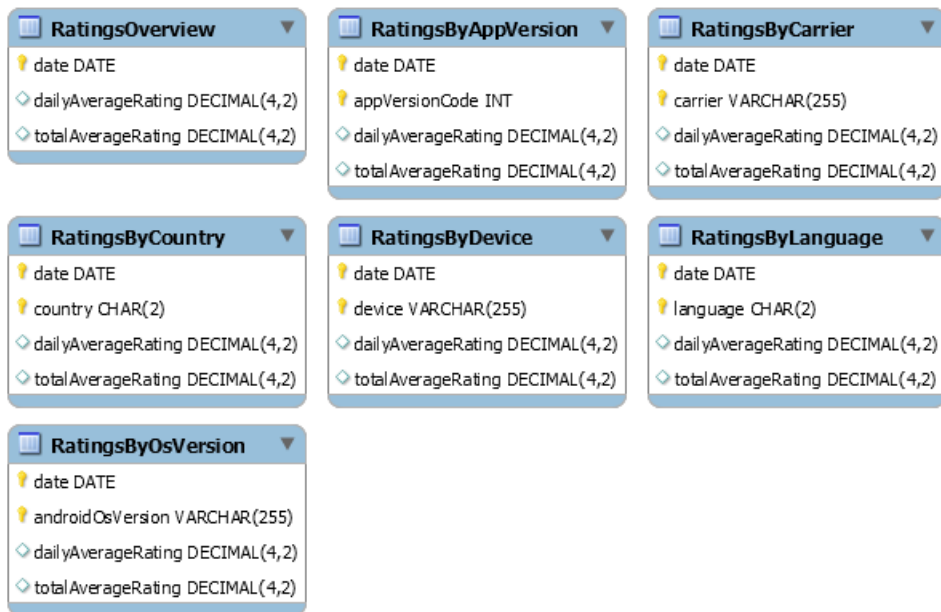 RatingsOverview
date DATE
dailyAverageRating DECIMAL(4,2)
totalAverageRating DECIMAL(4,2)
RatingsByAppVersion
date DATE
appVersionCode INT
dailyAverageRating DECIMAL(4,2)
totalAverageRating DECIMAL(4,2)
RatingsByCarrier
date DATE
carrier VARCHAR(255)
dailyAverageRating DECIMAL(4,2)
totalAverageRating DECIMAL(4,2)
RatingsByCountry
date DATE
country CHAR(2)
dailyAverageRating DECIMAL(4,2)
totalAverageRating DECIMAL(4,2)
RatingsByDevice
date DATE
device VARCHAR(255)
dailyAverageRating DECIMAL(4,2)
totalAverageRating DECIMAL(4,2)
RatingsByLanguage
date DATE
language CHAR(2)
dailyAverageRating DECIMAL(4,2)
totalAverageRating DECIMAL(4,2)
RatingsByOsVersion
date DATE
androidOsVersion VARCHAR(255)
dailyAverageRating DECIMAL(4,2)
totalAverageRating DECIMAL(4,2)